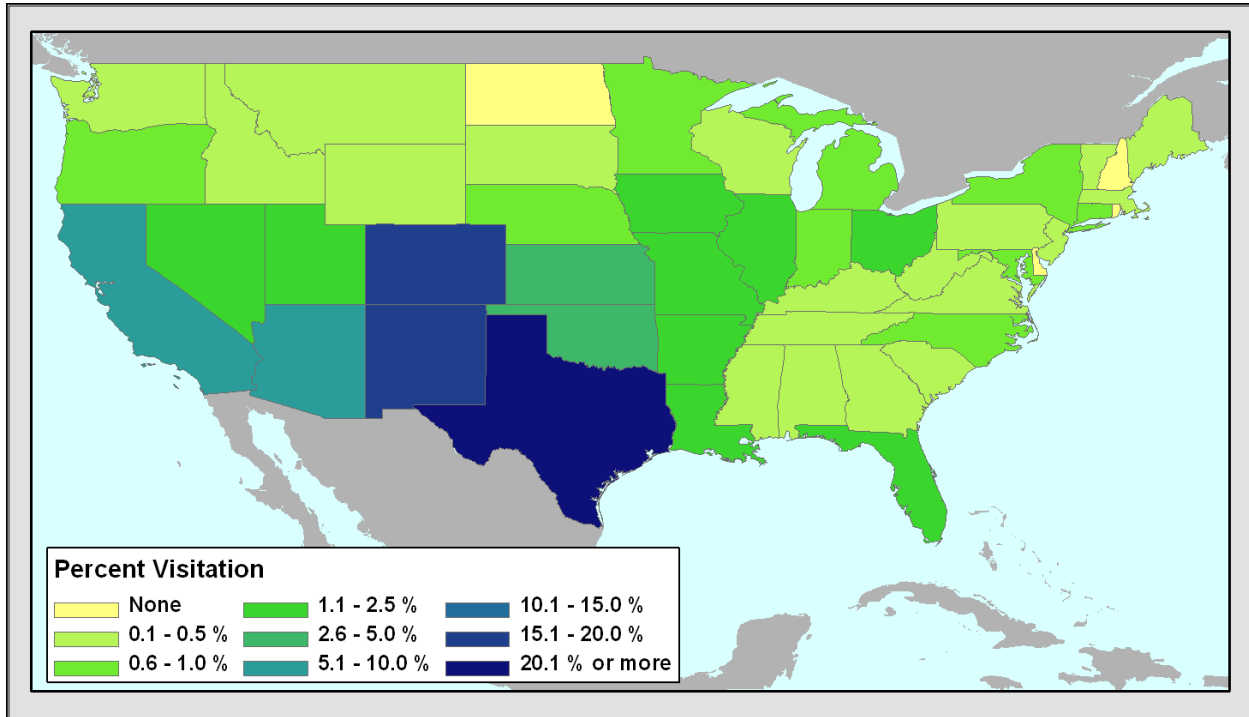 Percent Visitation
None
0.1 - 0.5 %
0.6 - 1.0 %
1.1 - 2.5 %
2.6 - 5.0 %
5.1 - 10.0 %
10.1 - 15.0 %
15.1 - 20.0 %
20.1 % or more